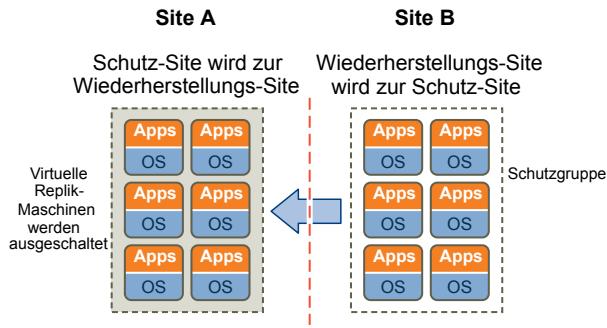 Site A
Site B
Schutz-Site wird zur
Wiederherstellungs-Site
Wiederherstellungs-Site
wird zur Schutz-Site
Apps Apps
OS OS
Apps Apps
OS OS
Apps Apps
OS OS
Virtuelle
Replik-
Maschinen
werden
ausgeschaltet
Apps Apps
OS OS
Apps Apps
OS OS
Apps Apps
OS OS
Schutzgruppe